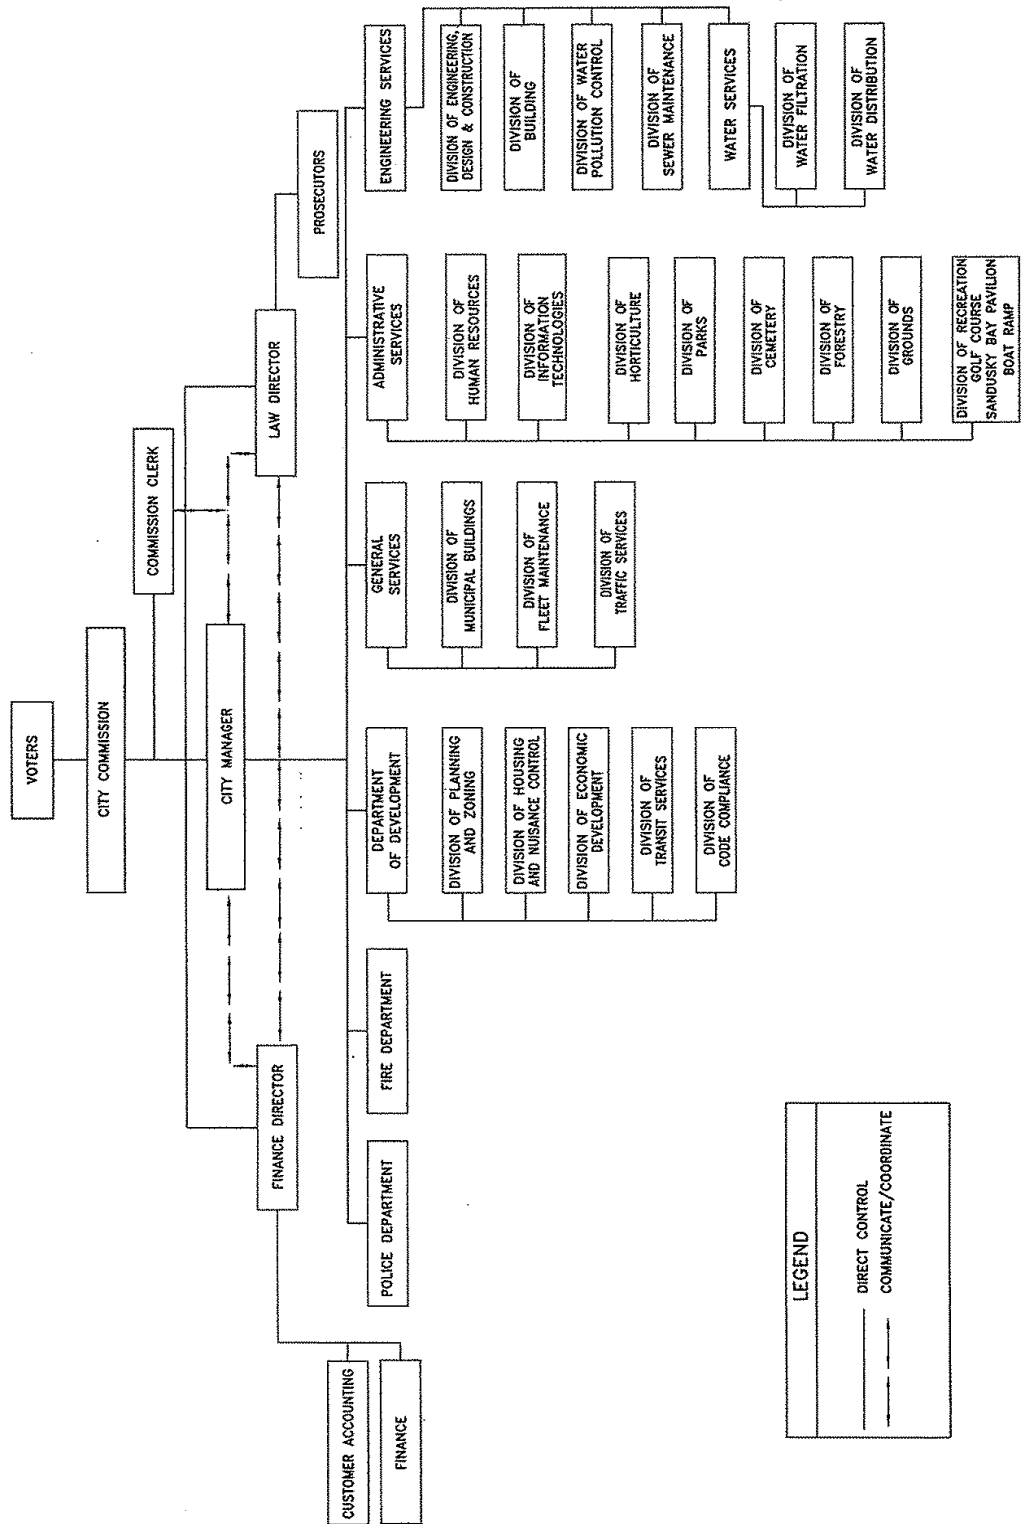 VOTERS
CITY COMMISSION
COMMISSION CLERK
CITY MANAGER
FINANCE DIRECTOR
LAW DIRECTOR
CUSTOMER ACCOUNTING
FINANCE
PROSECUTORS
POLICE DEPARTMENT
FIRE DEPARTMENT
DEPARTMENT
OF DEVELOPMENT
DIVISION OF PLANNING
AND ZONING
DIVISION OF HOUSING
AND NUISANCE CONTROL
DIVISION OF ECONOMIC
DEVELOPMENT
DIVISION OF
TRANSIT SERVICES
DIVISION OF
CODE COMPLIANCE
GENERAL
SERVICES
DIVISION OF
MUNICIPAL BUILDINGS
DIVISION OF
FLEET MAINTENANCE
DIVISION OF
TRAFFIC SERVICES
ADMINISTRATIVE
SERVICES
DIVISION OF
HUMAN RESOURCES
DIVISION OF
INFORMATION
TECHNOLOGIES
DIVISION OF
HORTICULTURE
DIVISION OF
PARKS
DIVISION OF
CEMETERY
DIVISION OF
FORESTRY
DIVISION OF
GROUNDS
DIVISION OF RECREATION
GOLF COURSE
SANDUSKY BAY PAVILION
BOAT RAMP
ENGINEERING SERVICES
DIVISION OF ENGINEERING,
DESIGN & CONSTRUCTION
DIVISION OF
BUILDING
DIVISION OF WATER
POLLUTION CONTROL
DIVISION OF
SEWER MAINTENANCE
WATER SERVICES
DIVISION OF
WATER FILTRATION
DIVISION OF
WATER DISTRIBUTION
LEGEND
DIRECT CONTROL
COMMUNICATE/COORDINATE